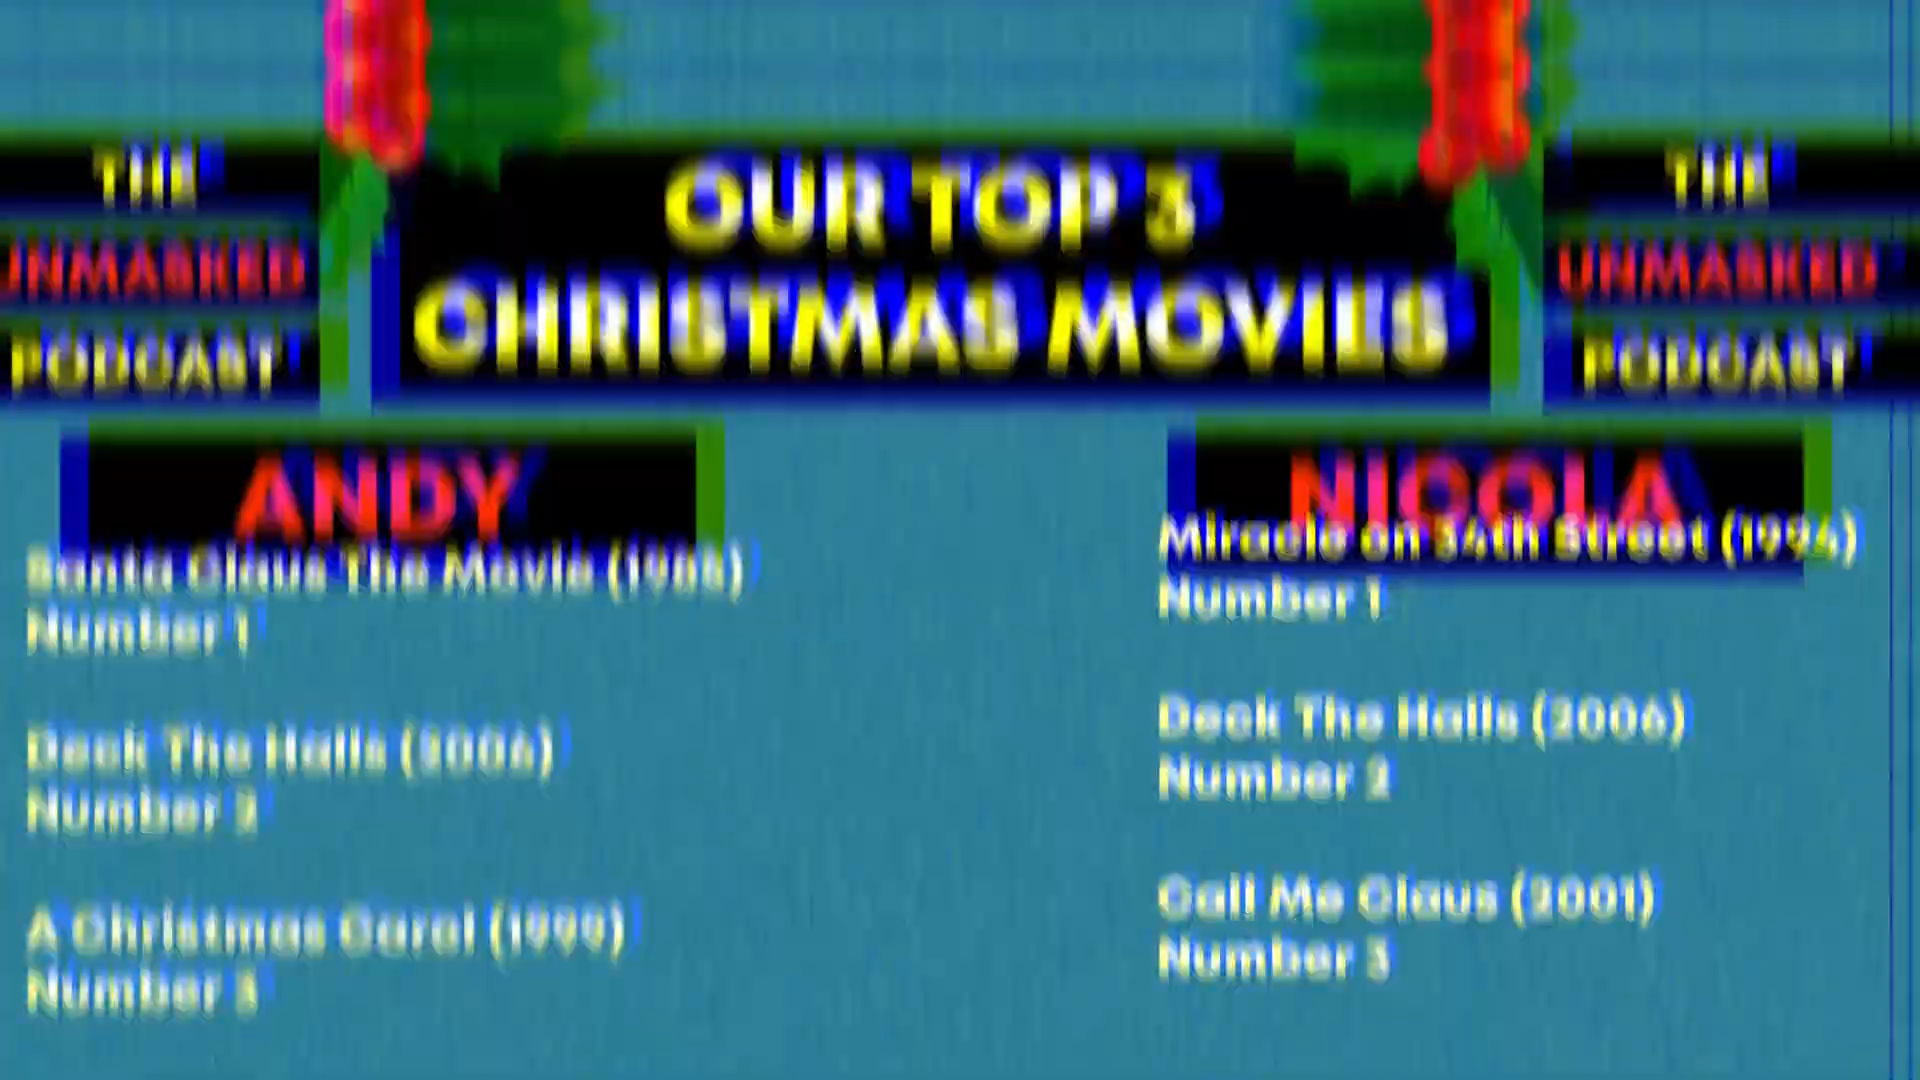 THE
UNMASKED
PODCAST
OUR TOP 3
CHRISTMAS MOVIES
THE
UNMASKED
PODCAST
ANDY
Santa Claus The Movie (1985)
Number 1
Deck The Halls (2006)
Number 2
A Christmas Carol (1999)
Number 3
NICOLA
Miracle on 34th Street (1994)
Number 1
Deck The Halls (2006)
Number 2
Call Me Claus (2001)
Number 3